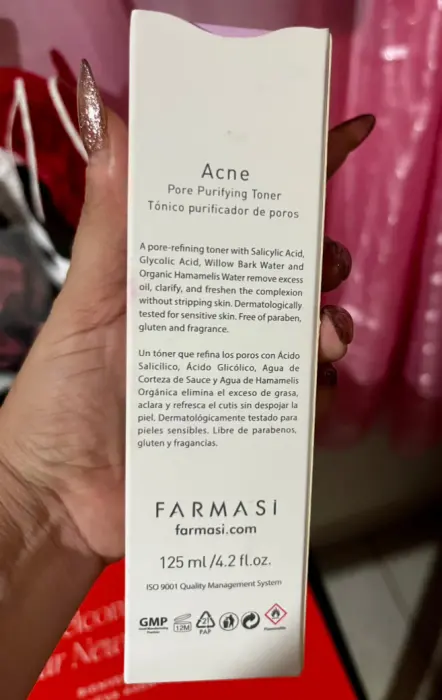 Acne
Pore Purifying Toner
Tónico purificador de poros
A pore-refining toner with Salicylic Acid,
Glycolic Acid, Willow Bark Water and
Organic Hamamelis Water remove excess
oil, clarify, and freshen the complexion
without stripping skin. Dermatologically
tested for sensitive skin. Free of paraben,
gluten and fragrance.
Un tóner que refina los poros con Ácido
Salicílico, Ácido Glicólico, Agua de
Corteza de Sauce y Agua de Hamamelis
Orgánica elimina el exceso de grasa,
aclara y refresca el cutis sin despojar la
piel. Dermatológicamente testado para
pieles sensibles. Libre de parabenos,
gluten y fragancias.
FARMASi
farmasi.com
125 ml/4.2 fl.oz.
ISO 9001 Quality Management System
GMP
12M
21
PAP
Flammable